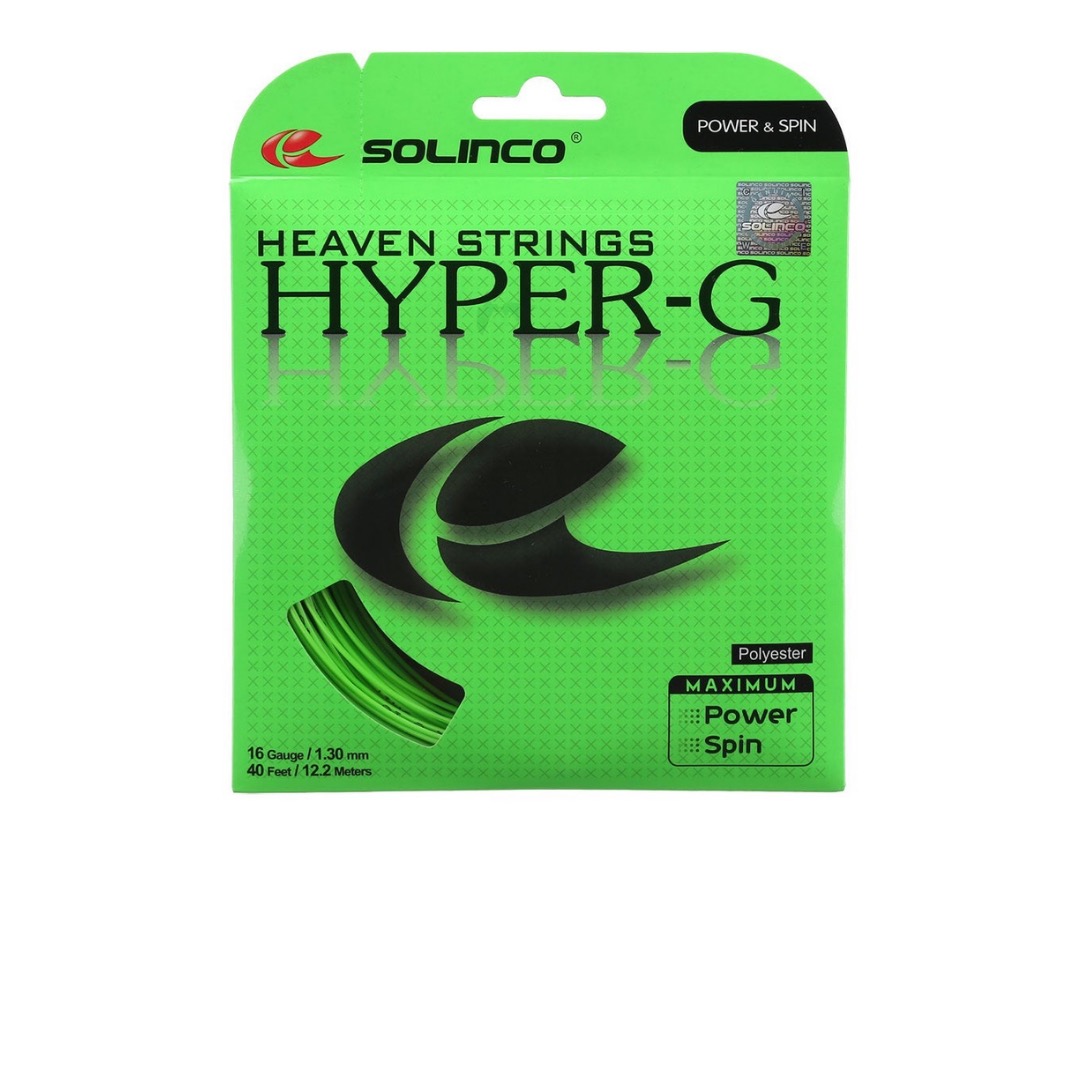 SOLINCO®
POWER & SPIN
SOLINCO
HEAVEN STRINGS
HYPER-G
Polyester
MAXIMUM
Power
Spin
16 Gauge / 1.30 mm
40 Feet / 12.2 Meters